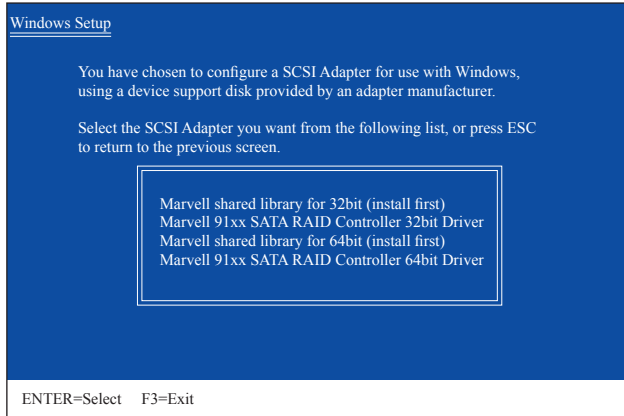 Windows Setup
You have chosen to configure a SCSI Adapter for use with Windows,
using a device support disk provided by an adapter manufacturer.
Select the SCSI Adapter you want from the following list, or press ESC
to return to the previous screen.
Marvell shared library for 32bit (install first)
Marvell 91xx SATA RAID Controller 32bit Driver
Marvell shared library for 64bit (install first)
Marvell 91xx SATA RAID Controller 64bit Driver
ENTER=Select F3=Exit